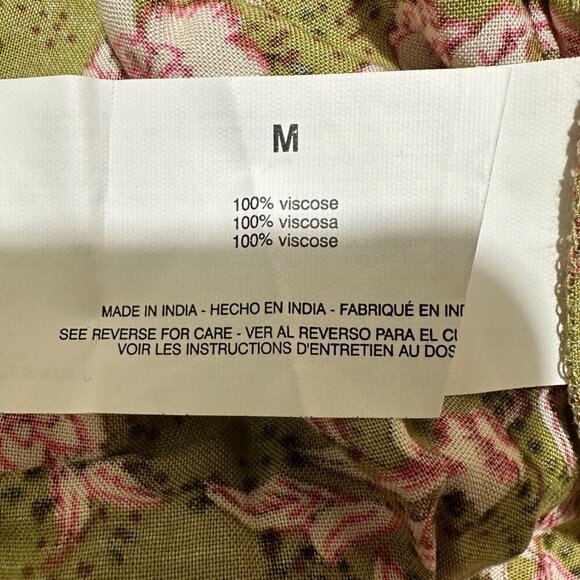 M
100% viscose
100% viscosa
100% viscose
MADE IN INDIA - HECHO EN INDIA - FABRIQUÉ EN
SEE REVERSE FOR CARE - VER AL REVERSO PARA EL
VOIR LES INSTRUCTIONS D'ENTRETIEN AU DOS